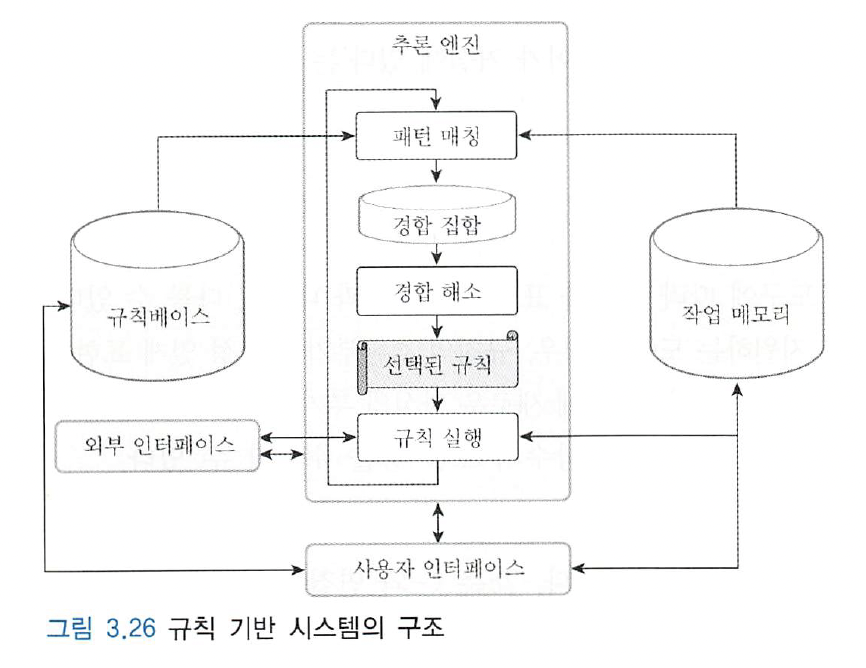 추론 엔진
패턴 매칭
경합 집합
경합 해소
규칙베이스
작업 메모리
선택된 규칙
외부 인터페이스
규칙 실행
사용자 인터페이스
그림 3.26 규칙 기반 시스템의 구조